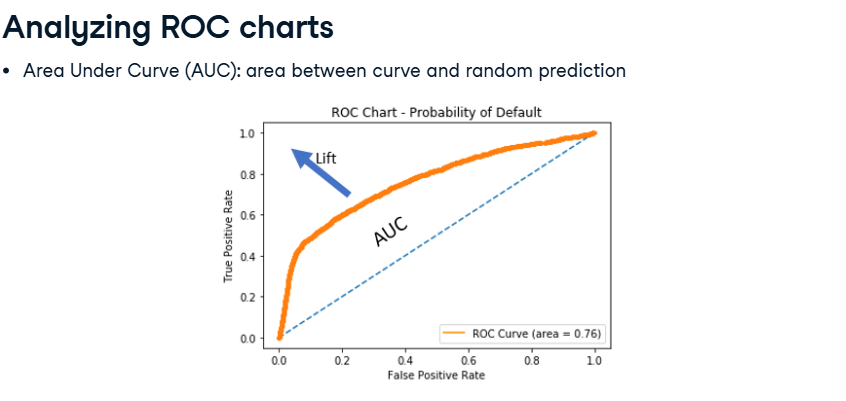 Analyzing ROC charts
• Area Under Curve (AUC): area between curve and random prediction
ROC Chart - Probability of Default
1.0
0.8
0.6
0.4
0.2
0.0
True Positive Rate
Lift
AUC
ROC Curve (area = 0.76)
0.0 0.2 0.4 0.6 0.8 1.0
False Positive Rate